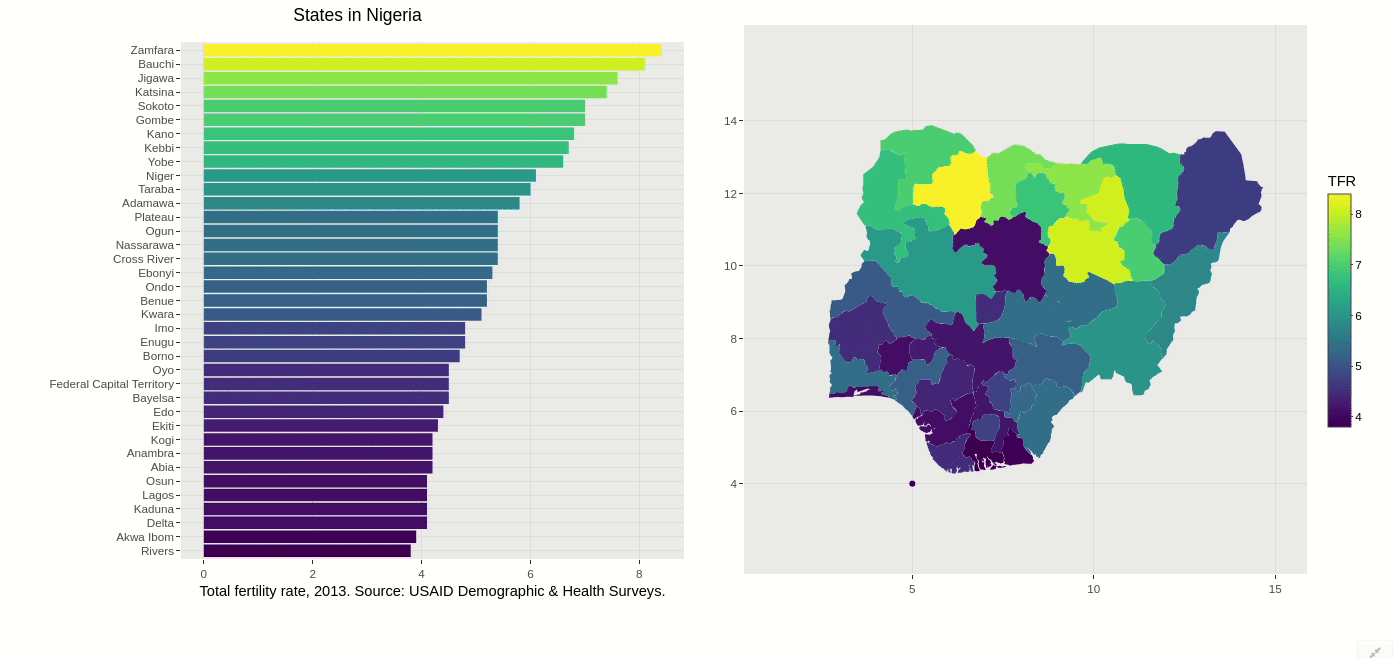 States in Nigeria
Zamfara
Bauchi
Jigawa
Katsina
Sokoto
Gombe
Kano
Kebbi
Yobe
Niger
Taraba
Adamawa
Plateau
Ogun
Nassarawa
Cross River
Ebonyi
Ondo
Benue
Kwara
Imo
Enugu
Borno
Oyo
Federal Capital Territory
Bayelsa
Edo
Ekiti
Kogi
Anambra
Abia
Osun
Lagos
Kaduna
Delta
Akwa Ibom
Rivers
0 2 4 6 8
Total fertility rate, 2013. Source: USAID Demographic & Health Surveys.
14
12
10
8
6
4
5 10 15
TFR
8
7
6
5
4